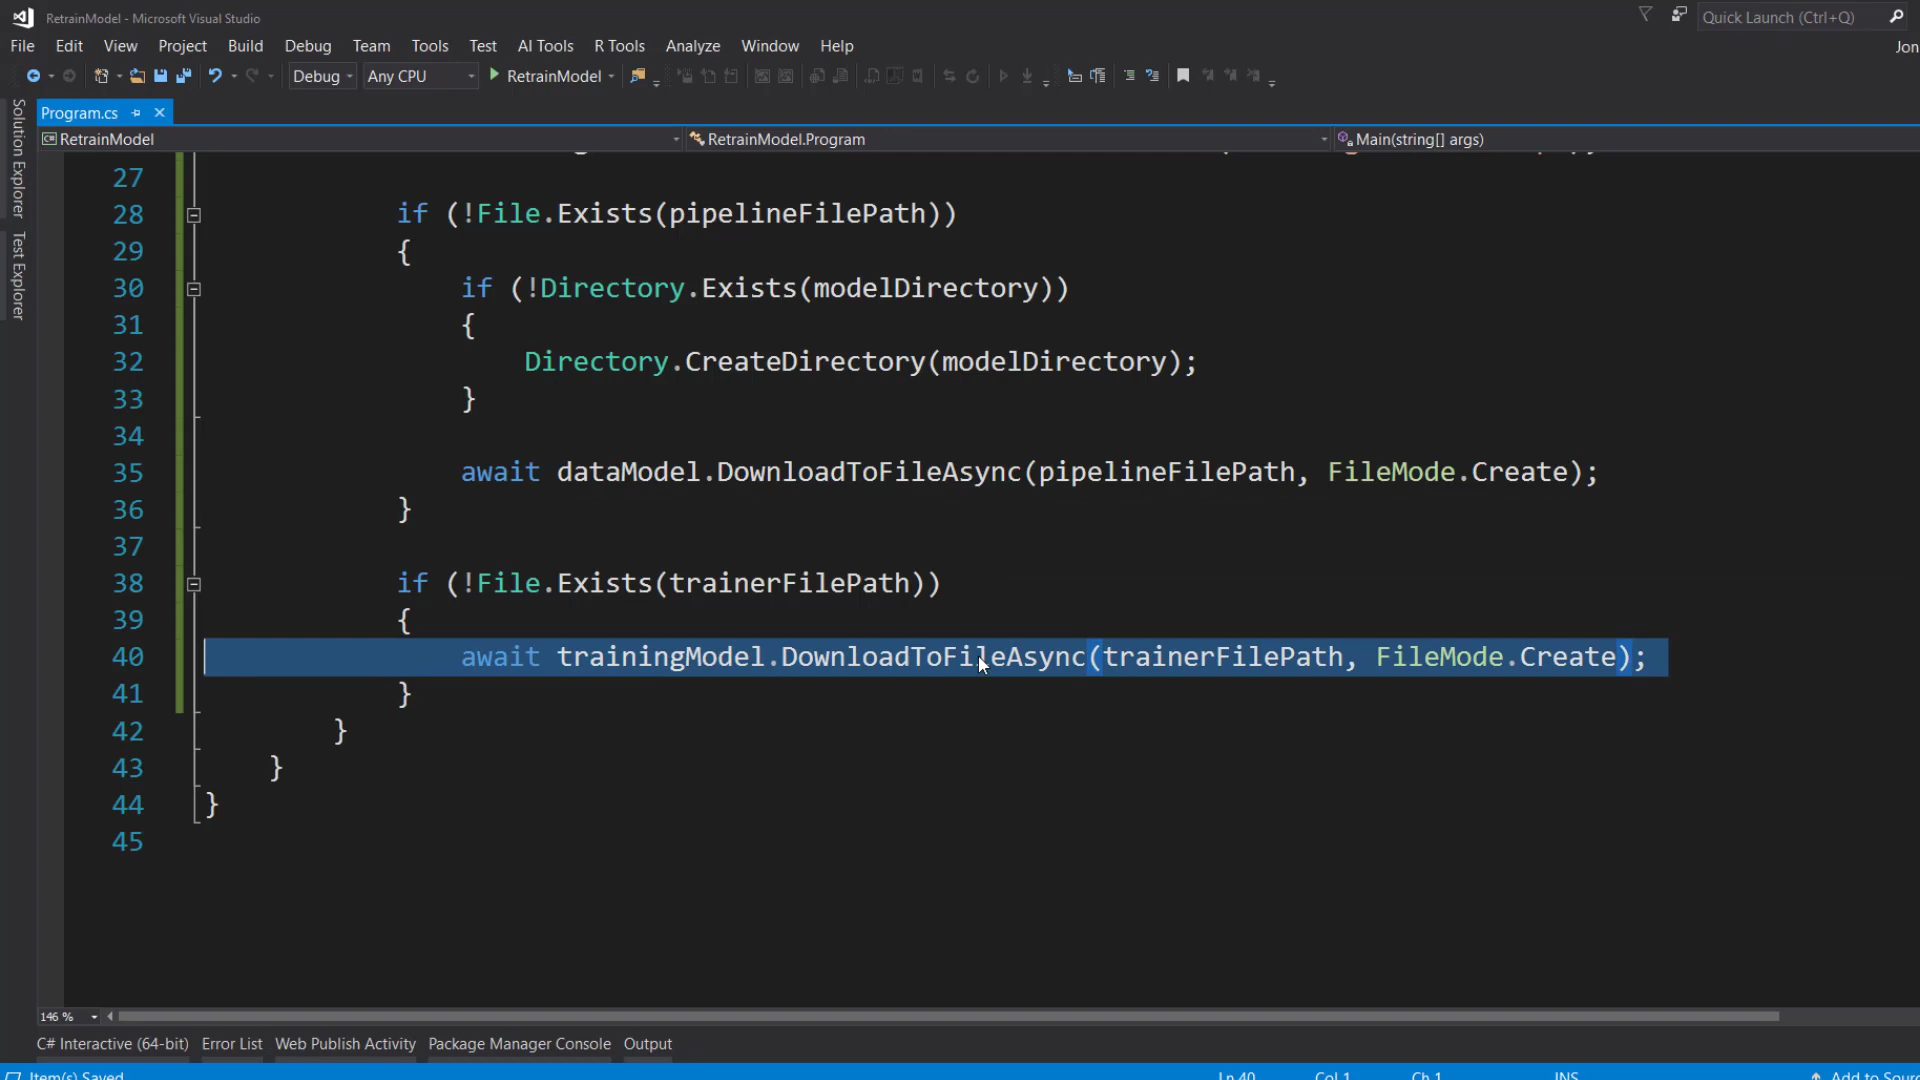 RetrainModel - Microsoft Visual Studio
Quick Launch (Ctrl+Q)
File Edit View Project Build Debug Team Tools Test AI Tools R Tools Analyze Window Help
Jon
Debug Any CPU RetrainModel
Solution Explorer
Test Explorer
Program.cs
RetrainModel RetrainModel.Program Main(string[] args)
27
28 if (!File.Exists(pipelineFilePath))
29 {
30 if (!Directory.Exists(modelDirectory))
31 {
32 Directory.CreateDirectory(modelDirectory);
33 }
34
35 await dataModel.DownloadToFileAsync(pipelineFilePath, FileMode.Create);
36 }
37
38 if (!File.Exists(trainerFilePath))
39 {
40 await trainingModel.DownloadToFileAsync(trainerFilePath, FileMode.Create);
41 }
42 }
43 }
44 }
45
146 %
C# Interactive (64-bit) Error List Web Publish Activity Package Manager Console Output
Item(s) Saved Ln 40 Col 1 Ch 1 INS Add to Sourc